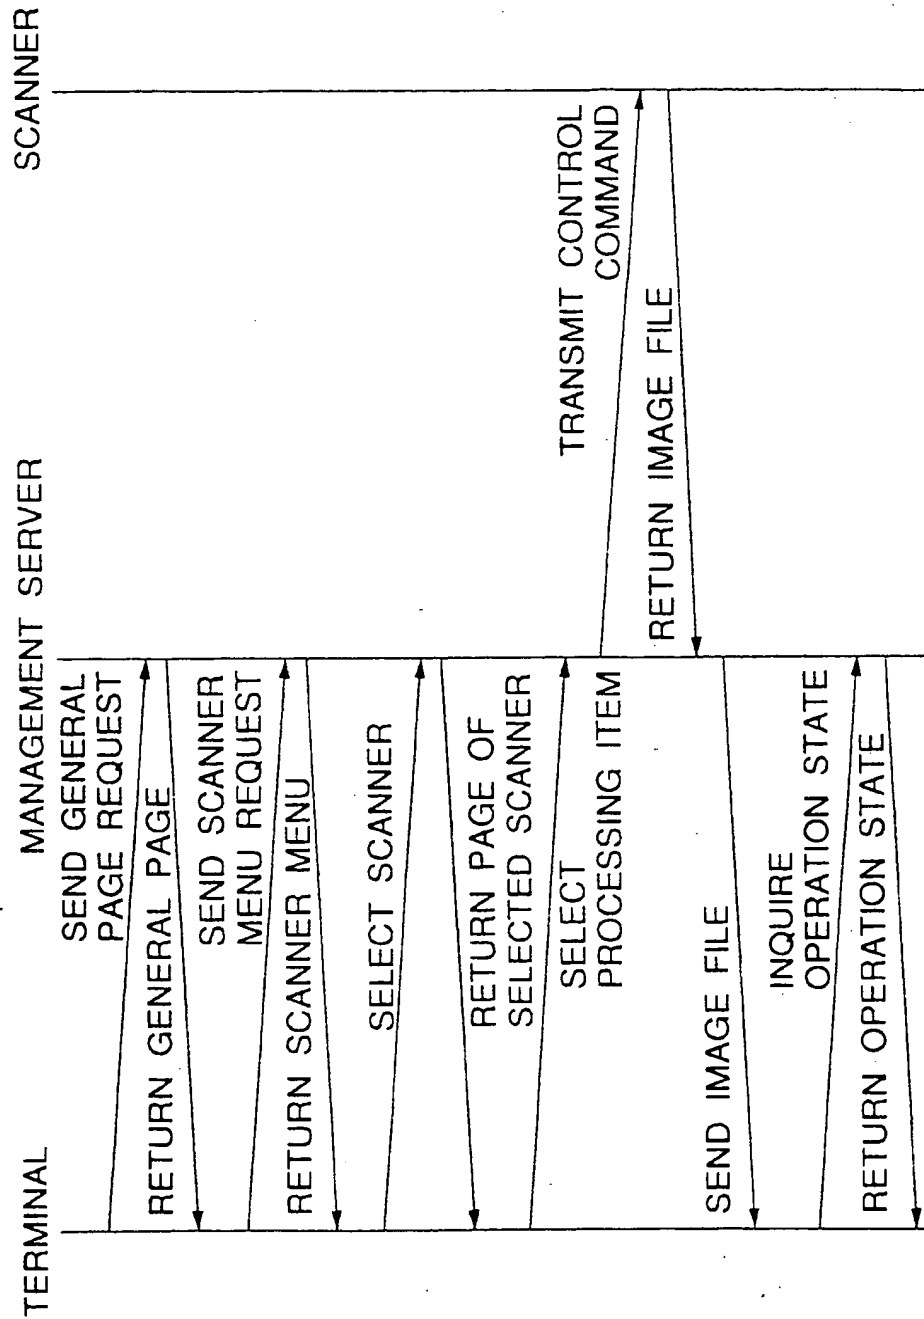 TERMINAL
MANAGEMENT SERVER
SCANNER
SEND GENERAL
PAGE REQUEST
RETURN GENERAL PAGE
SEND SCANNER
MENU REQUEST
RETURN SCANNER MENU
SELECT SCANNER
RETURN PAGE OF
SELECTED SCANNER
SELECT
PROCESSING ITEM
TRANSMIT CONTROL
COMMAND
RETURN IMAGE FILE
SEND IMAGE FILE
INQUIRE
OPERATION STATE
RETURN OPERATION STATE